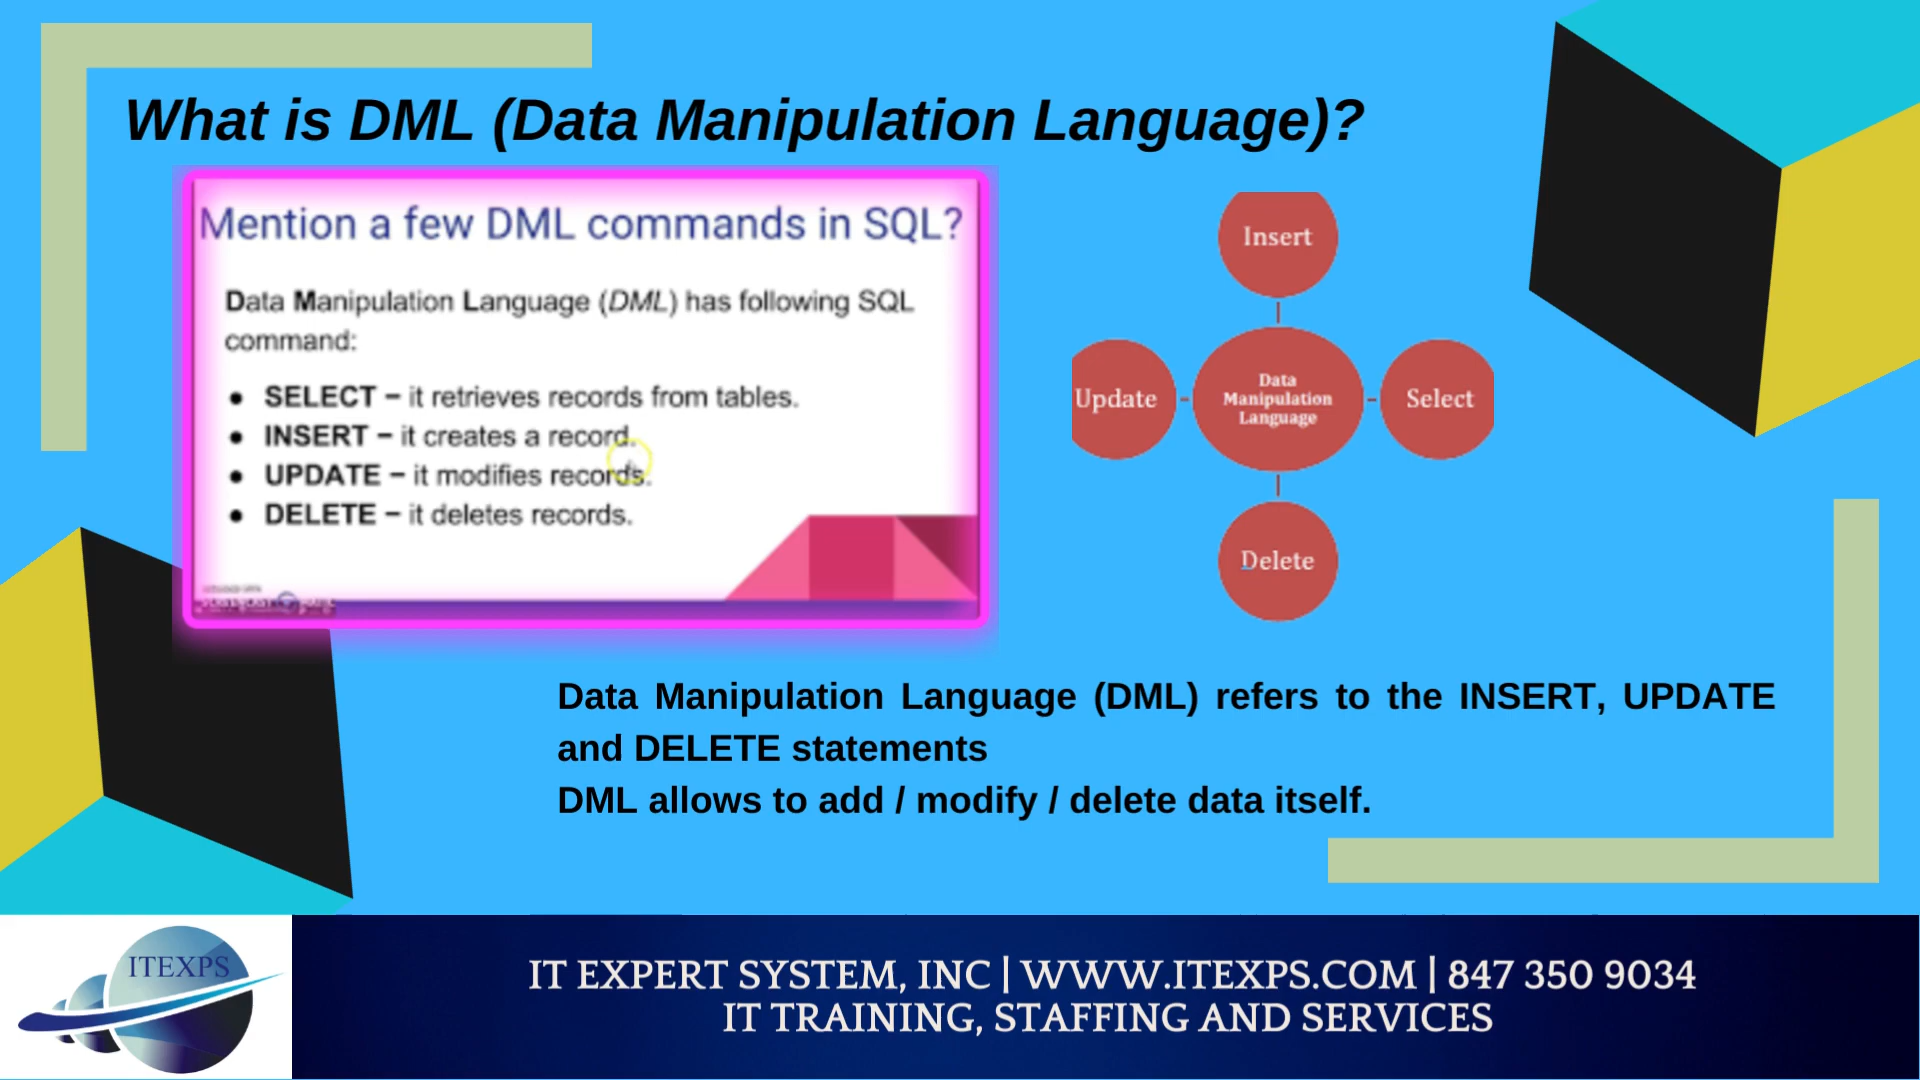 What is DML (Data Manipulation Language)?
Mention a few DML commands in SQL?
Data Manipulation Language (DML) has following SQL
command:
● SELECT – it retrieves records from tables.
● INSERT – it creates a record.
● UPDATE – it modifies records.
● DELETE – it deletes records.
Insert
Update
Data
Manipulation
Language
Select
Delete
Data Manipulation Language (DML) refers to the INSERT, UPDATE
and DELETE statements
DML allows to add / modify / delete data itself.
ITEXPS
IT EXPERT SYSTEM, INC | WWW.ITEXPS.COM | 847 350 9034
IT TRAINING, STAFFING AND SERVICES